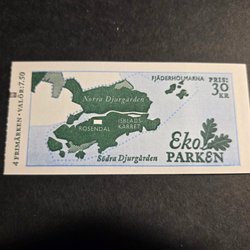 4 FRIMÄRKEN • VALÖR: 7,50
FJÄDERHOLMARNA
PRIS:
30
KR
Norra Djurgården
ROSENDAL
ISBLADS-
KÄRRET
Södra Djurgården
Eko
PARKEN